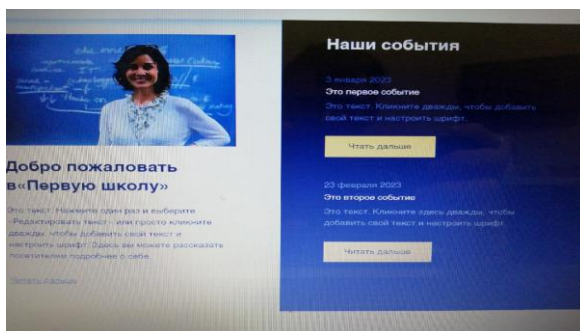 Добро пожаловать
в«Первую школу»
Это текст. Нажмите один раз и выберите
«Редактировать текст» или просто кликните
дважды, чтобы добавить свой текст и
настроить шрифт. Здесь вы можете рассказать
посетителям подробнее о себе.
Читать дальше
Наши события
3 января 2023
Это первое событие
Это текст. Кликните дважды, чтобы добавить
свой текст и настроить шрифт.
Чтать дальше
23 февраля 2023
Это второе событие
Это текст. Кликните здесь дважды, чтобы
добавить свой текст и настроить шрифт.
Читать дальше